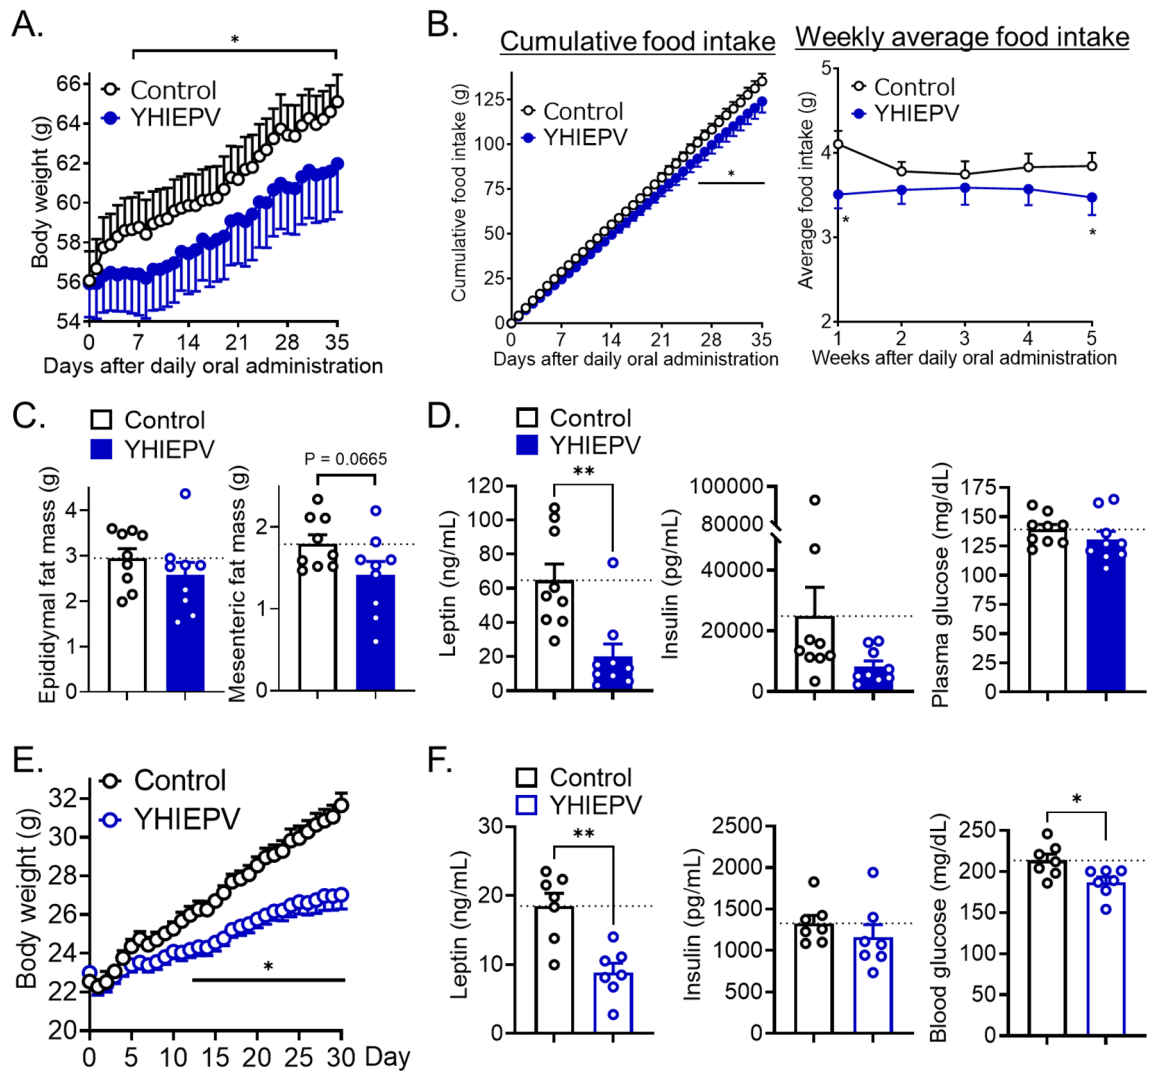 A.
*
Control
YHIEPV
66
64
62
60
58
56
54
Body weight (g)
0 7 14 21 28 35
Days after daily oral administration
B.
Cumulative food intake
Control
YHIEPV
125
100
75
50
25
0
Cumulative food intake (g)
*
0 7 14 21 28 35
Days after daily oral administration
Weekly average food intake
Control
YHIEPV
5
4
3
2
Average food intake (g)
*
*
1 2 3 4 5
Weeks after daily oral administration
C.
Control
YHIEPV
Epididymal fat mass (g)
4
3
2
1
0
P = 0.0665
Mesenteric fat mass (g)
2
1
0
D.
Control
YHIEPV
**
Leptin (ng/mL)
120
100
80
60
40
20
0
Insulin (pg/mL)
100000
80000
40000
20000
0
Plasma glucose (mg/dL)
175
150
125
100
75
50
25
0
E.
Control
YHIEPV
Body weight (g)
32
30
28
26
24
22
20
*
0 5 10 15 20 25 30 Day
F.
Control
YHIEPV
**
Leptin (ng/mL)
30
20
10
0
Insulin (pg/mL)
2500
2000
1500
1000
500
0
*
Blood glucose (mg/dL)
250
200
150
100
50
0